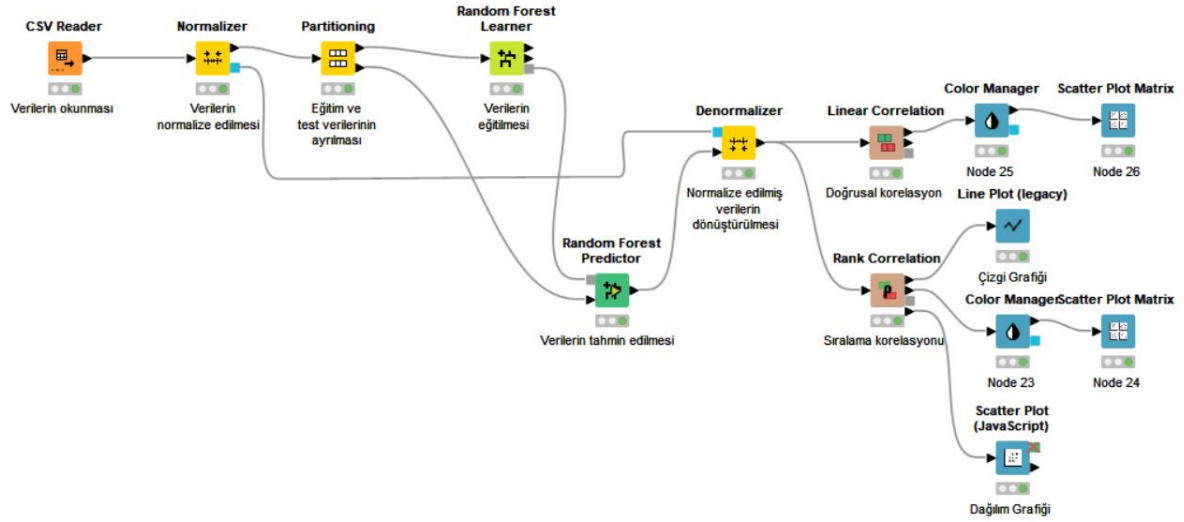 CSV Reader
Verilerin okunması
Normalizer
Verilerin
normalize edilmesi
Partitioning
Eğitim ve
test verilerinin
ayrılması
Random Forest
Learner
Verilerin
eğitilmesi
Random Forest
Predictor
Verilerin tahmin edilmesi
Denormalizer
Normalize edilmiş
verilerin
dönüştürülmesi
Linear Correlation
Doğrusal korelasyon
Color Manager
Node 25
Scatter Plot Matrix
Node 26
Rank Correlation
Sıralama korelasyonu
Line Plot (legacy)
Çizgi Grafiği
Color Manager
Node 23
Scatter Plot Matrix
Node 24
Scatter Plot
(JavaScript)
Dağılım Grafiği